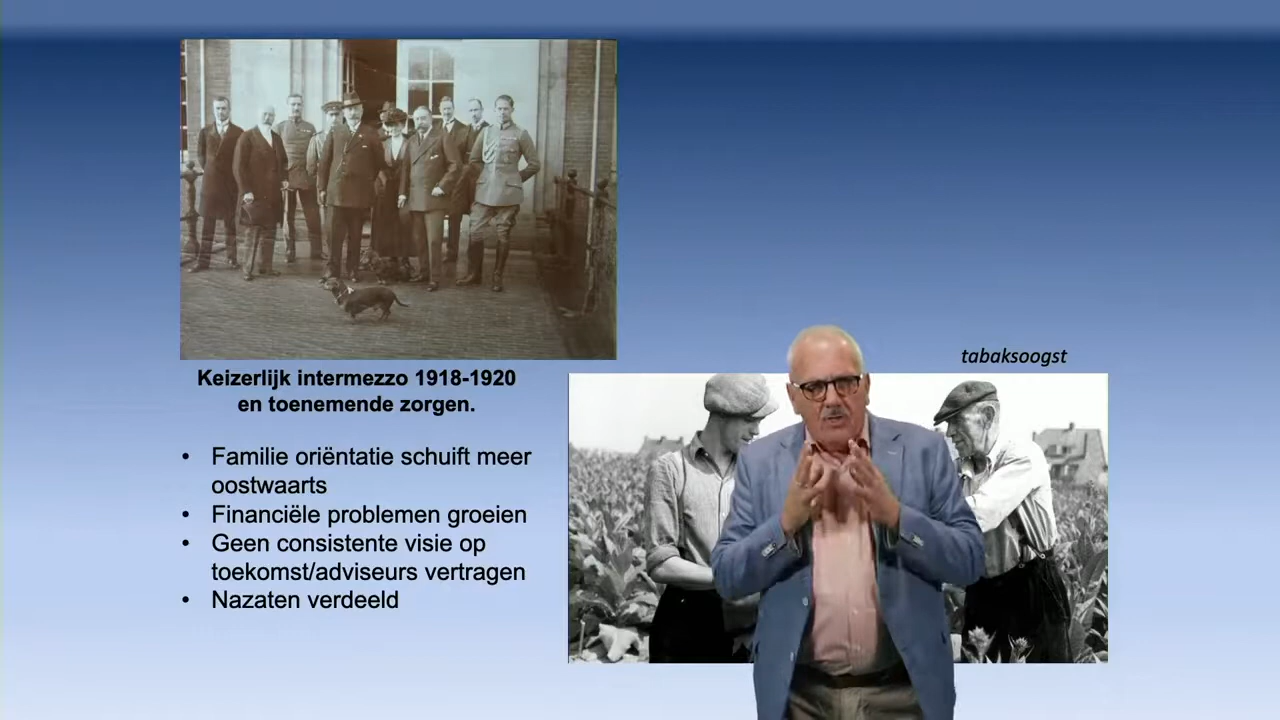 tabaksoogst
Keizerlijk intermezzo 1918-1920
en toenemende zorgen.
• Familie oriëntatie schuift meer
oostwaarts
• Financiële problemen groeien
• Geen consistente visie op
toekomst/adviseurs vertragen
• Nazaten verdeeld